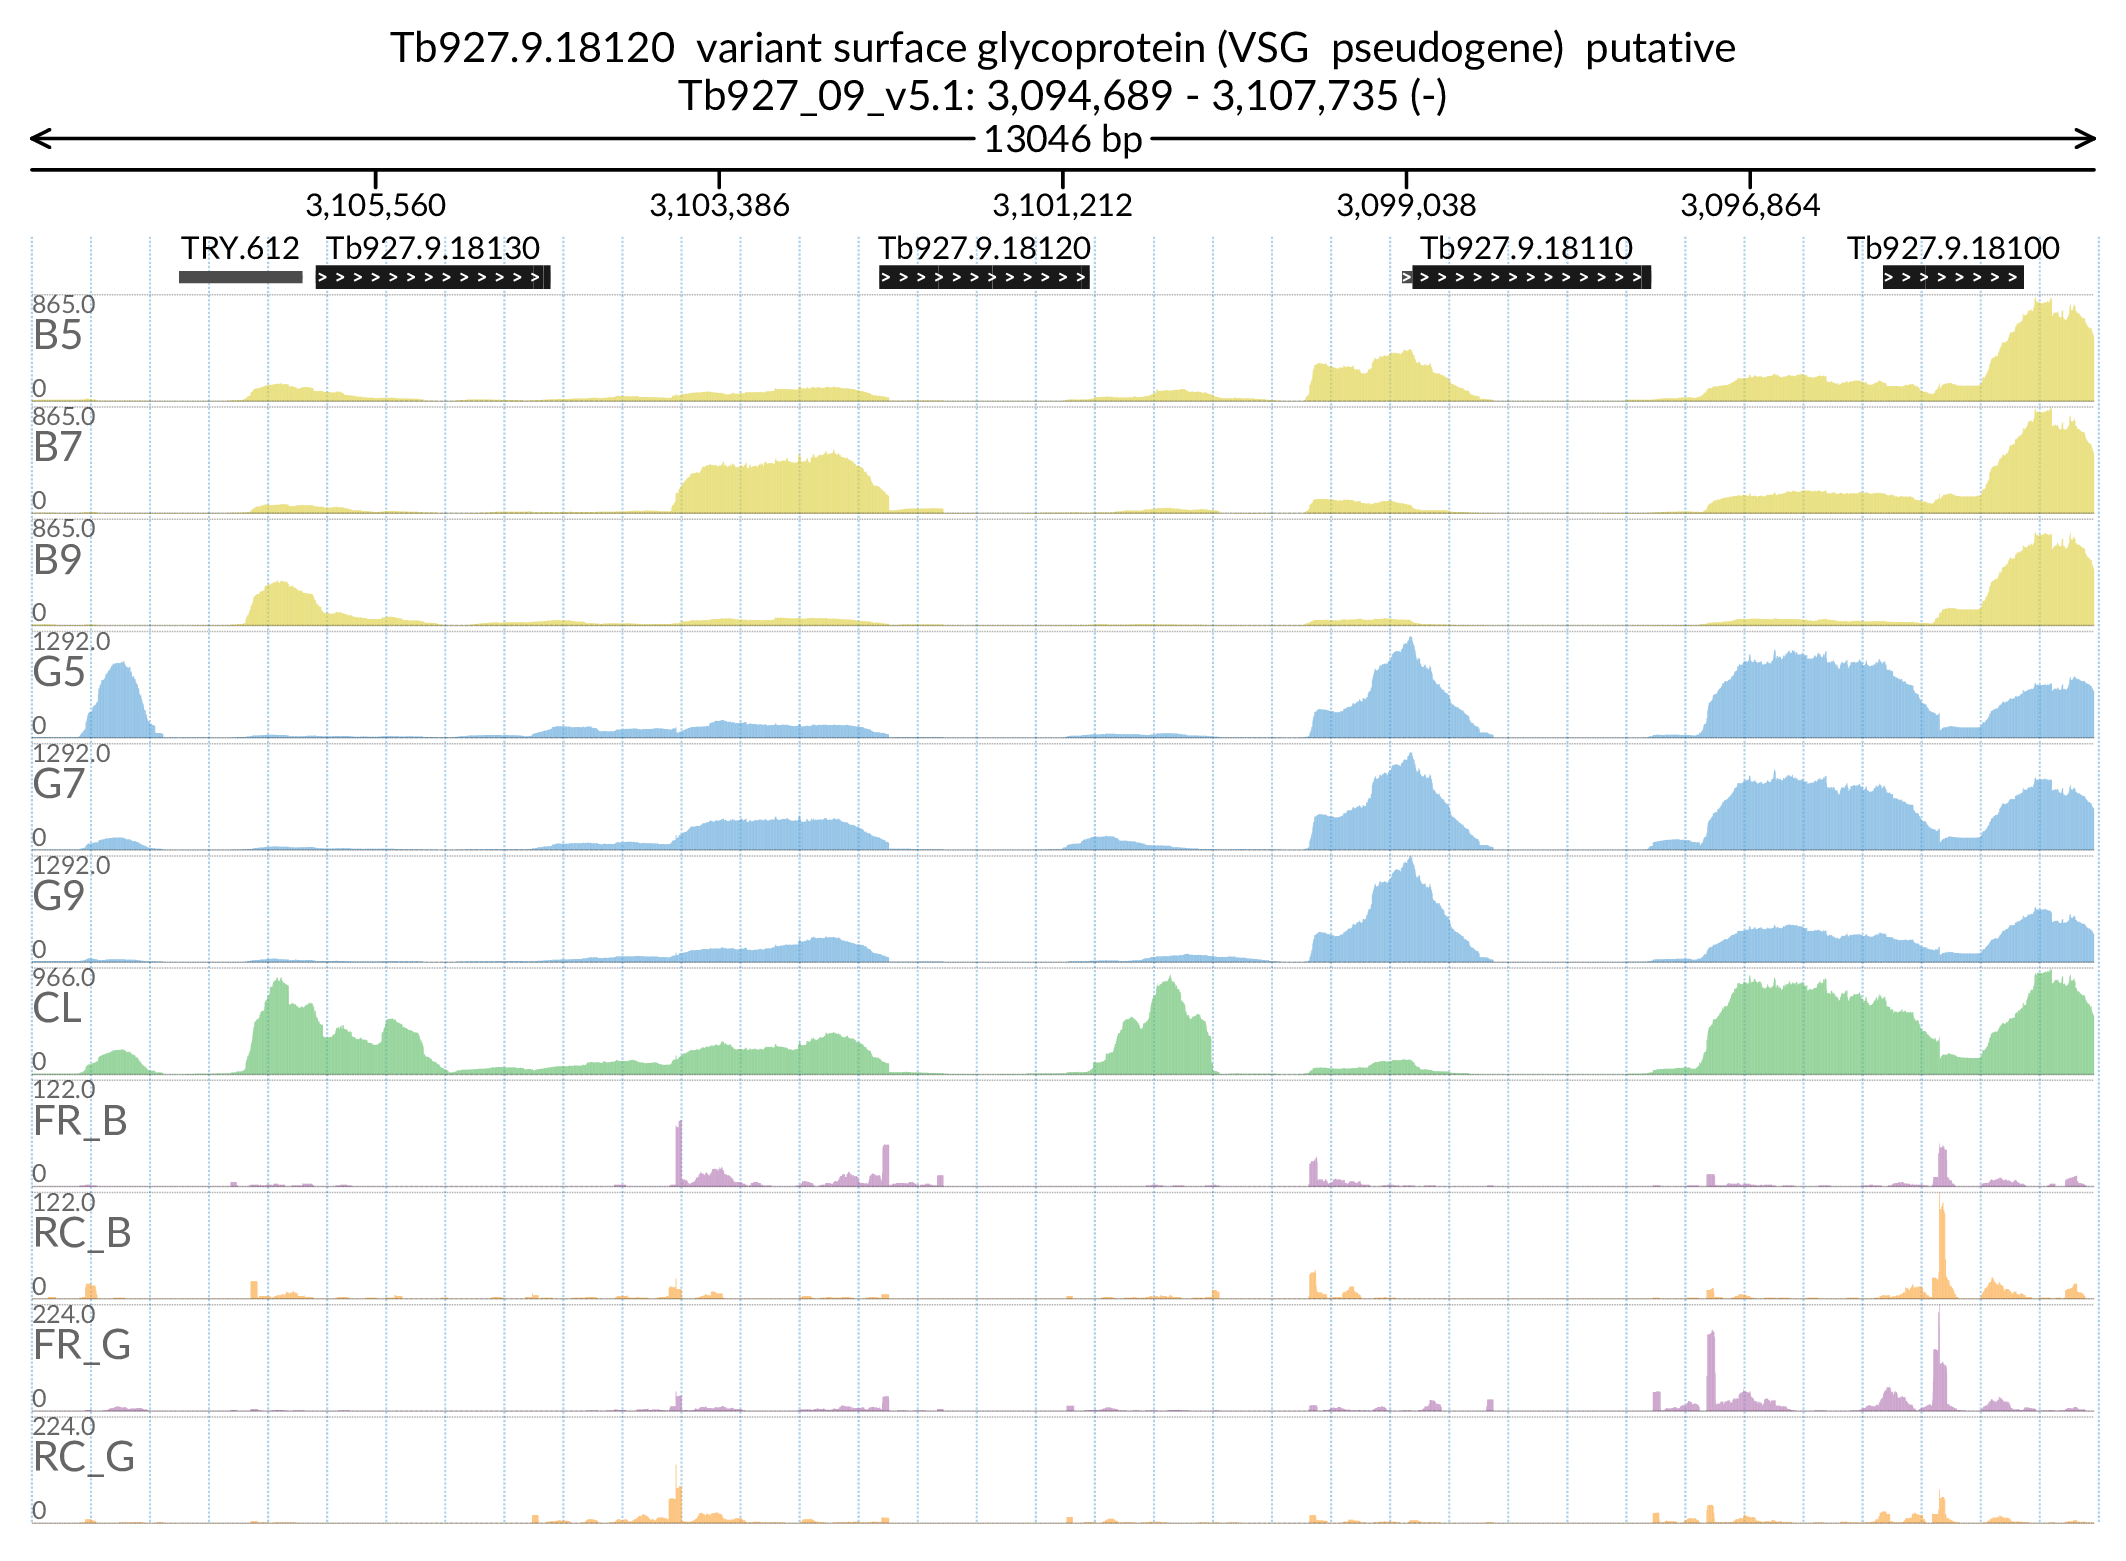 Tb927.9.18120 variant surface glycoprotein (VSG pseudogene) putative
Tb927_09_v5.1: 3,094,689 - 3,107,735 (-)
13046 bp
3,105,560 3,103,386 3,101,212 3,099,038 3,096,864
TRY.612 Tb927.9.18130 Tb927.9.18120 Tb927.9.18110 Tb927.9.18100
865.0
B5
0
865.0
B7
0
865.0
B9
0
1292.0
G5
0
1292.0
G7
0
1292.0
G9
0
966.0
CL
0
122.0
FR_B
0
122.0
RC_B
0
224.0
FR_G
0
224.0
RC_G
0